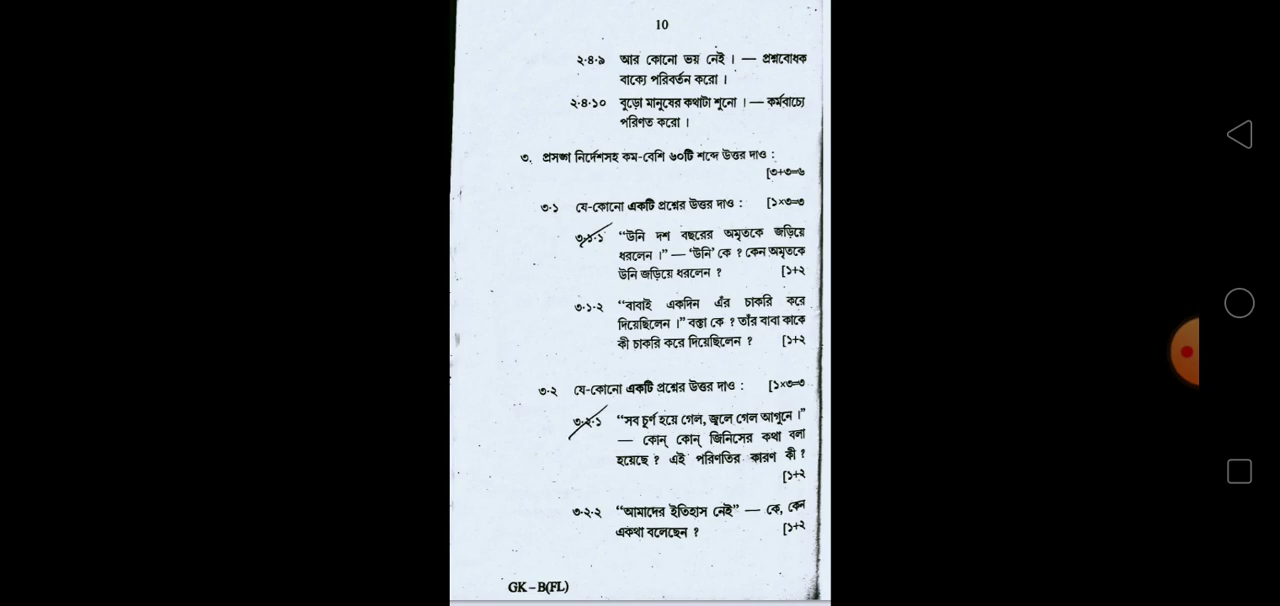 10
২·৪·৯ আর কোনো ভয় নেই। — প্রশ্নবোধক
বাক্যে পরিবর্তন করো।
২·৪·১০ বুড়ো মানুষের কথাটা শুনো। — কর্মবাচ্যে
পরিণত করো।
৩. প্রসঙ্গ নির্দেশসহ কম-বেশি ৬০টি শব্দে উত্তর দাও :
[৩+৩=৬
৩·১ যে-কোনো একটি প্রশ্নের উত্তর দাও : [১×৩=৩
৩·১·১ “উনি দশ বছরের অমৃতকে জড়িয়ে
ধরলেন।” — ‘উনি’ কে ? কেন অমৃতকে
উনি জড়িয়ে ধরলেন ? [১+২
৩·১·২ “বাবাই একদিন এঁর চাকরি করে
দিয়েছিলেন।” বক্তা কে ? তাঁর বাবা কাকে
কী চাকরি করে দিয়েছিলেন ? [১+২
৩·২ যে-কোনো একটি প্রশ্নের উত্তর দাও : [১×৩=৩
৩·২·১ “সব চূর্ণ হয়ে গেল, জ্বলে গেল আগুনে।”
— কোন্ কোন্ জিনিসের কথা বলা
হয়েছে ? এই পরিণতির কারণ কী ?
[১+২
৩·২·২ “আমাদের ইতিহাস নেই” — কে, কেন
একথা বলেছেন ? [১+২
GK – B(FL)